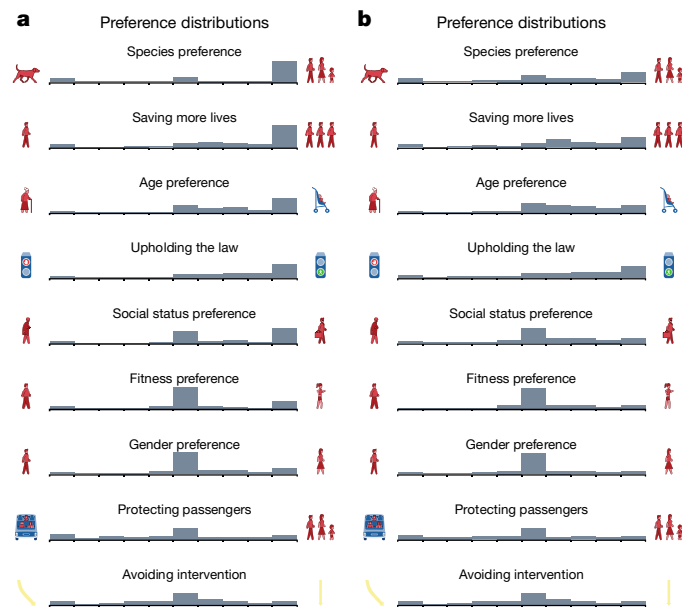 a
Preference distributions
Species preference
Saving more lives
Age preference
Upholding the law
Social status preference
Fitness preference
Gender preference
Protecting passengers
Avoiding intervention
b
Preference distributions
Species preference
Saving more lives
Age preference
Upholding the law
Social status preference
Fitness preference
Gender preference
Protecting passengers
Avoiding intervention